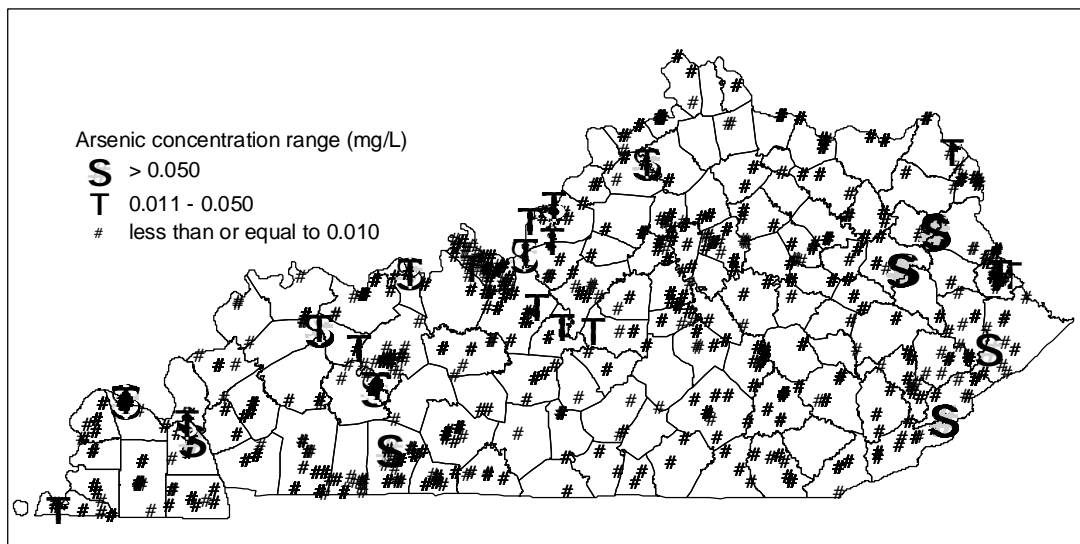 Arsenic concentration range (mg/L)
S > 0.050
T 0.011 - 0.050
# less than or equal to 0.010